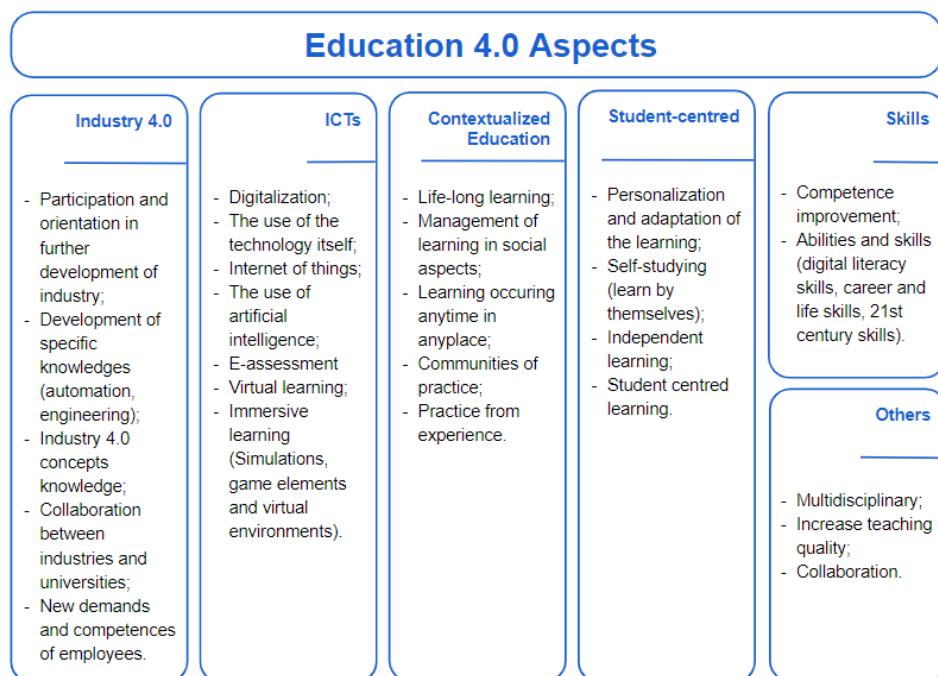 Education 4.0 Aspects
Industry 4.0
- Participation and
orientation in
further
development of
industry;
- Development of
specific
knowledges
(automation,
engineering);
- Industry 4.0
concepts
knowledge;
- Collaboration
between
industries and
universities;
- New demands
and competences
of employees.
ICTs
- Digitalization;
- The use of the
technology itself;
- Internet of things;
- The use of
artificial
intelligence;
- E-assessment
- Virtual learning;
- Immersive
learning
(Simulations,
game elements
and virtual
environments).
Contextualized
Education
- Life-long learning;
- Management of
learning in social
aspects;
- Learning occuring
anytime in
anyplace;
- Communities of
practice;
- Practice from
experience.
Student-centred
- Personalization
and adaptation of
the learning;
- Self-studying
(learn by
themselves);
- Independent
learning;
- Student centred
learning.
Skills
- Competence
improvement;
- Abilities and skills
(digital literacy
skills, career and
life skills, 21st
century skills).
Others
- Multidisciplinary;
- Increase teaching
quality;
- Collaboration.